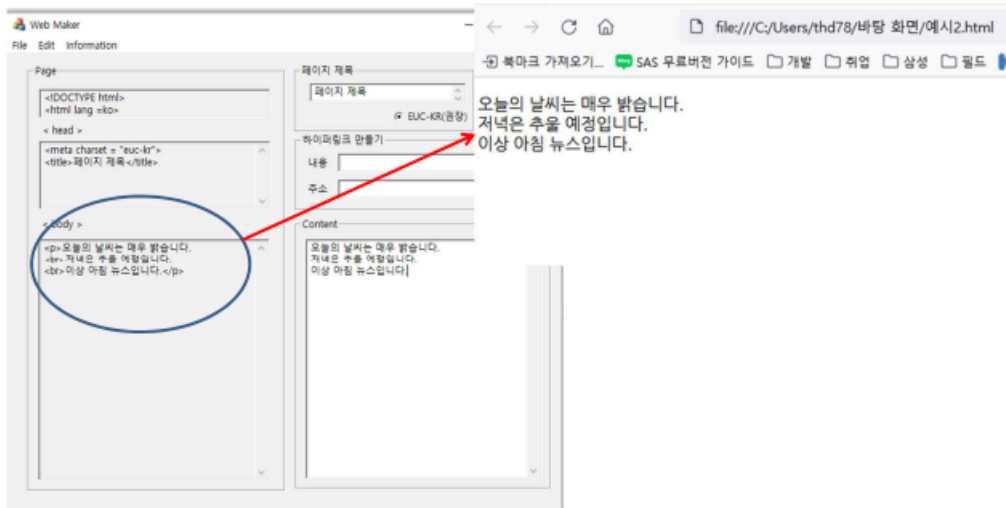 Web Maker
File Edit Information
Page
<!DOCTYPE html>
<html lang =ko>
< head >
<meta charset = "euc-kr">
<title>페이지 제목</title>
< body >
<p>오늘의 날씨는 매우 밝습니다.
<br>저녁은 추울 예정입니다.
<br>이상 아침 뉴스입니다.</p>
페이지 제목
페이지 제목
EUC-KR(권장)
하이퍼링크 만들기
내용
주소
Content
오늘의 날씨는 매우 밝습니다.
저녁은 추울 예정입니다.
이상 아침 뉴스입니다.
file:///C:/Users/thd78/바탕 화면/예시2.html
북마크 가져오기... SAS 무료버전 가이드 개발 취업 삼성 필드
오늘의 날씨는 매우 밝습니다.
저녁은 추울 예정입니다.
이상 아침 뉴스입니다.